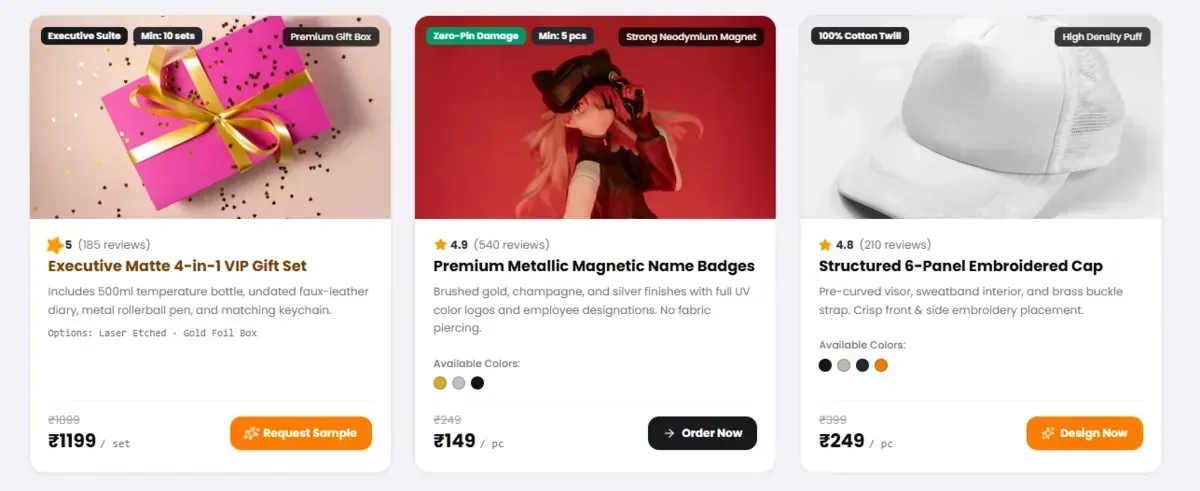 Executive Suite
Min: 10 sets
Premium Gift Box
5 (185 reviews)
Executive Matte 4-in-1 VIP Gift Set
Includes 500ml temperature bottle, undated faux-leather
diary, metal rollerball pen, and matching keychain.
Options: Laser Etched · Gold Foil Box
₹1899
₹1199 / set
Request Sample
Zero-Pin Damage
Min: 5 pcs
Strong Neodymium Magnet
4.9 (540 reviews)
Premium Metallic Magnetic Name Badges
Brushed gold, champagne, and silver finishes with full UV
color logos and employee designations. No fabric
piercing.
Available Colors:
₹249
₹149 / pc
Order Now
100% Cotton Twill
High Density Puff
4.8 (210 reviews)
Structured 6-Panel Embroidered Cap
Pre-curved visor, sweatband interior, and brass buckle
strap. Crisp front & side embroidery placement.
Available Colors:
₹399
₹249 / pc
Design Now